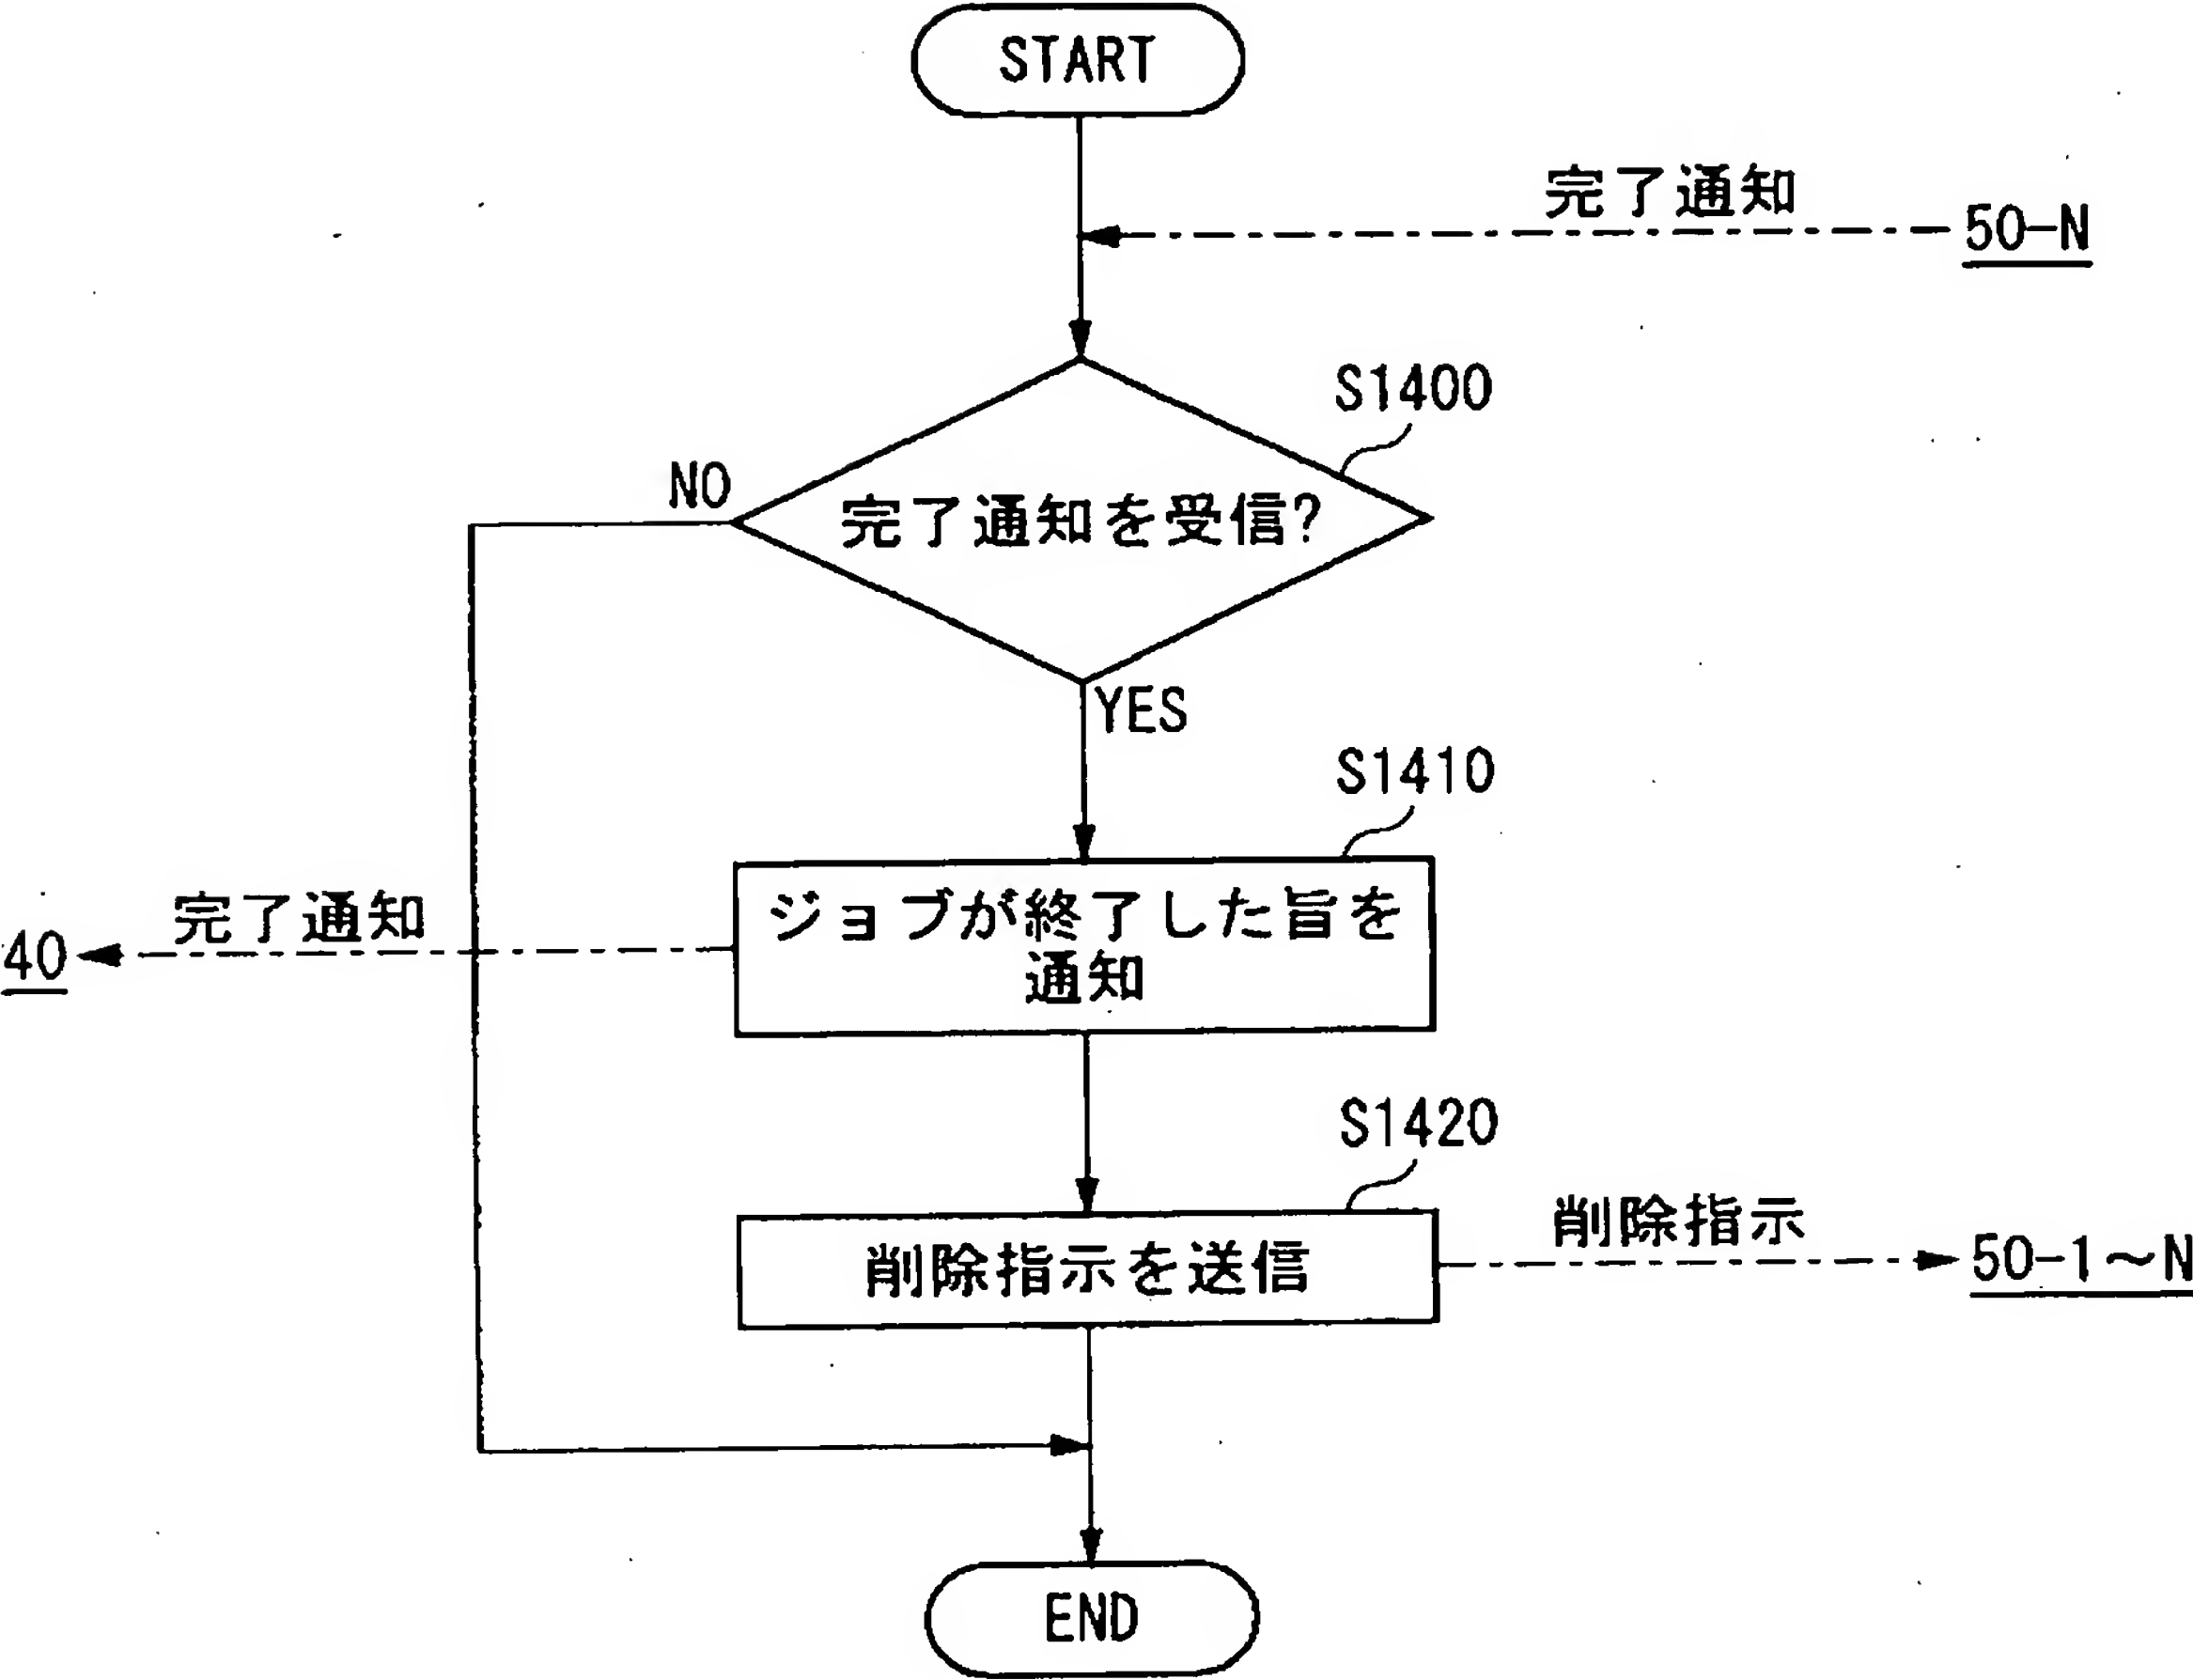 START
完了通知
50-N
S1400
NO
完了通知を受信?
YES
S1410
ジョブが終了した旨を
通知
完了通知
40
S1420
削除指示を送信
削除指示
50-1～N
END